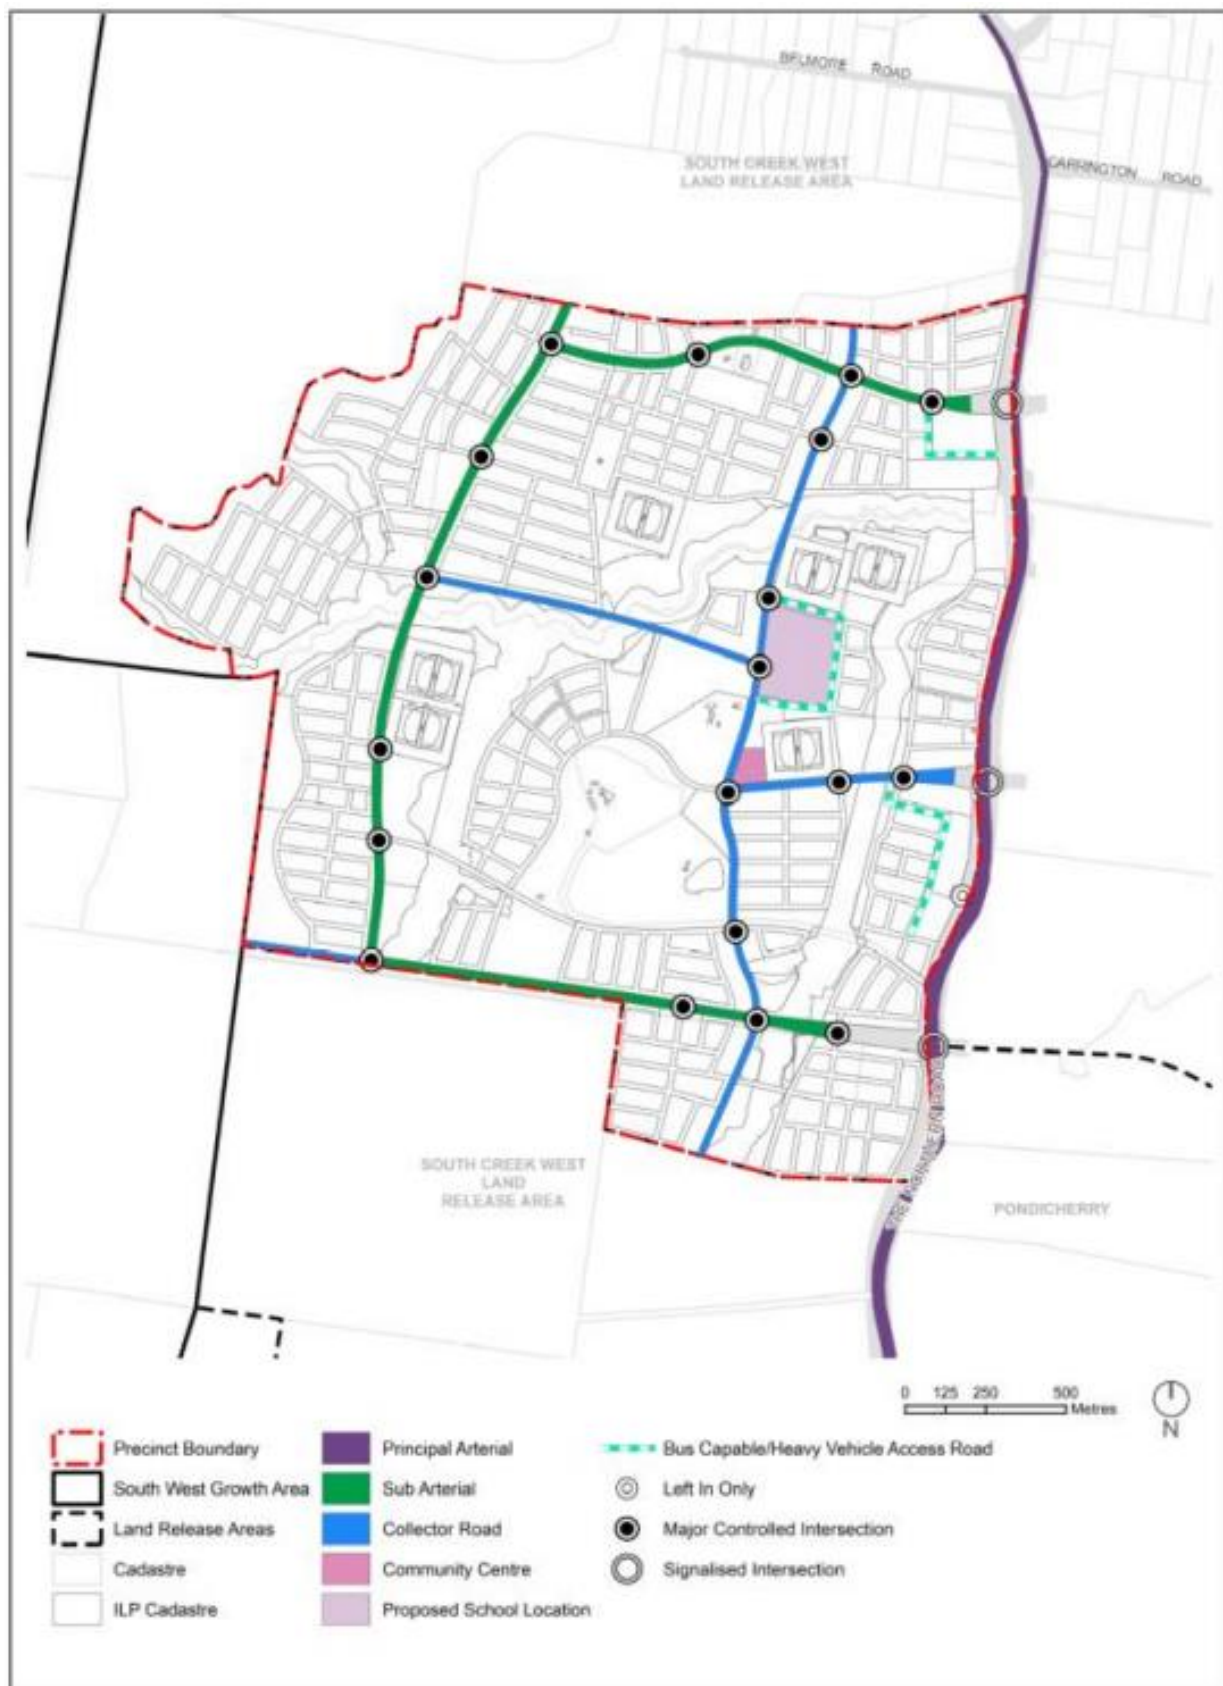 BELMORE ROAD
SOUTH CREEK WEST
LAND RELEASE AREA
CARRINGTON ROAD
THE NORTHERN ROAD
SOUTH CREEK WEST
LAND
RELEASE AREA
PONDICHERRY
0 125 250 500
Metres
N
Precinct Boundary
South West Growth Area
Land Release Areas
Cadastre
ILP Cadastre
Principal Arterial
Sub Arterial
Collector Road
Community Centre
Proposed School Location
Bus Capable/Heavy Vehicle Access Road
Left In Only
Major Controlled Intersection
Signalised Intersection